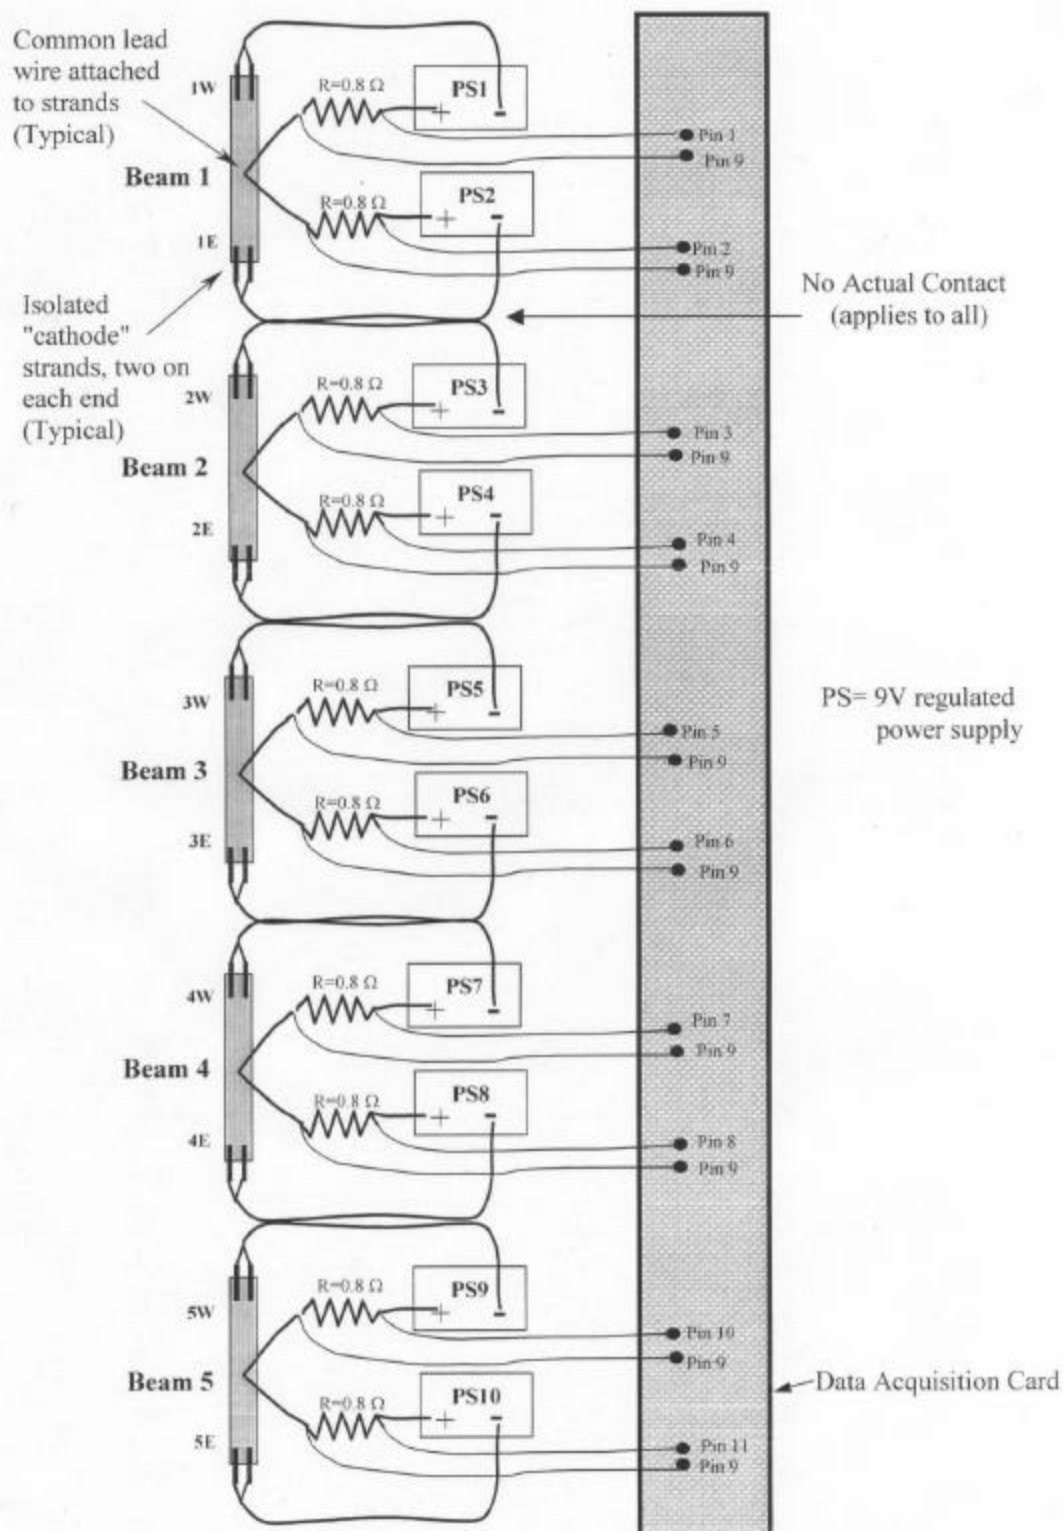 Common lead
wire attached
to strands
(Typical)
1W
R=0.8 Ω
PS1
+
-
Pin 1
Pin 9
Beam 1
R=0.8 Ω
PS2
+
-
1E
Pin 2
Pin 9
Isolated
"cathode"
strands, two on
each end
(Typical)
No Actual Contact
(applies to all)
2W
R=0.8 Ω
PS3
+
-
Pin 3
Pin 9
Beam 2
R=0.8 Ω
PS4
+
-
2E
Pin 4
Pin 9
3W
R=0.8 Ω
PS5
+
-
Pin 5
Pin 9
PS= 9V regulated
power supply
Beam 3
R=0.8 Ω
PS6
+
-
3E
Pin 6
Pin 9
4W
R=0.8 Ω
PS7
+
-
Pin 7
Pin 9
Beam 4
R=0.8 Ω
PS8
+
-
4E
Pin 8
Pin 9
5W
R=0.8 Ω
PS9
+
-
Pin 10
Pin 9
Beam 5
R=0.8 Ω
PS10
+
-
5E
Pin 11
Pin 9
Data Acquisition Card